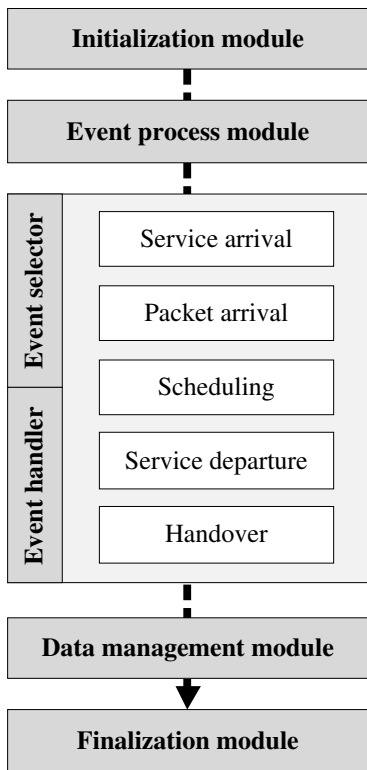 Initialization module
Event process module
Event selector
Event handler
Service arrival
Packet arrival
Scheduling
Service departure
Handover
Data management module
Finalization module